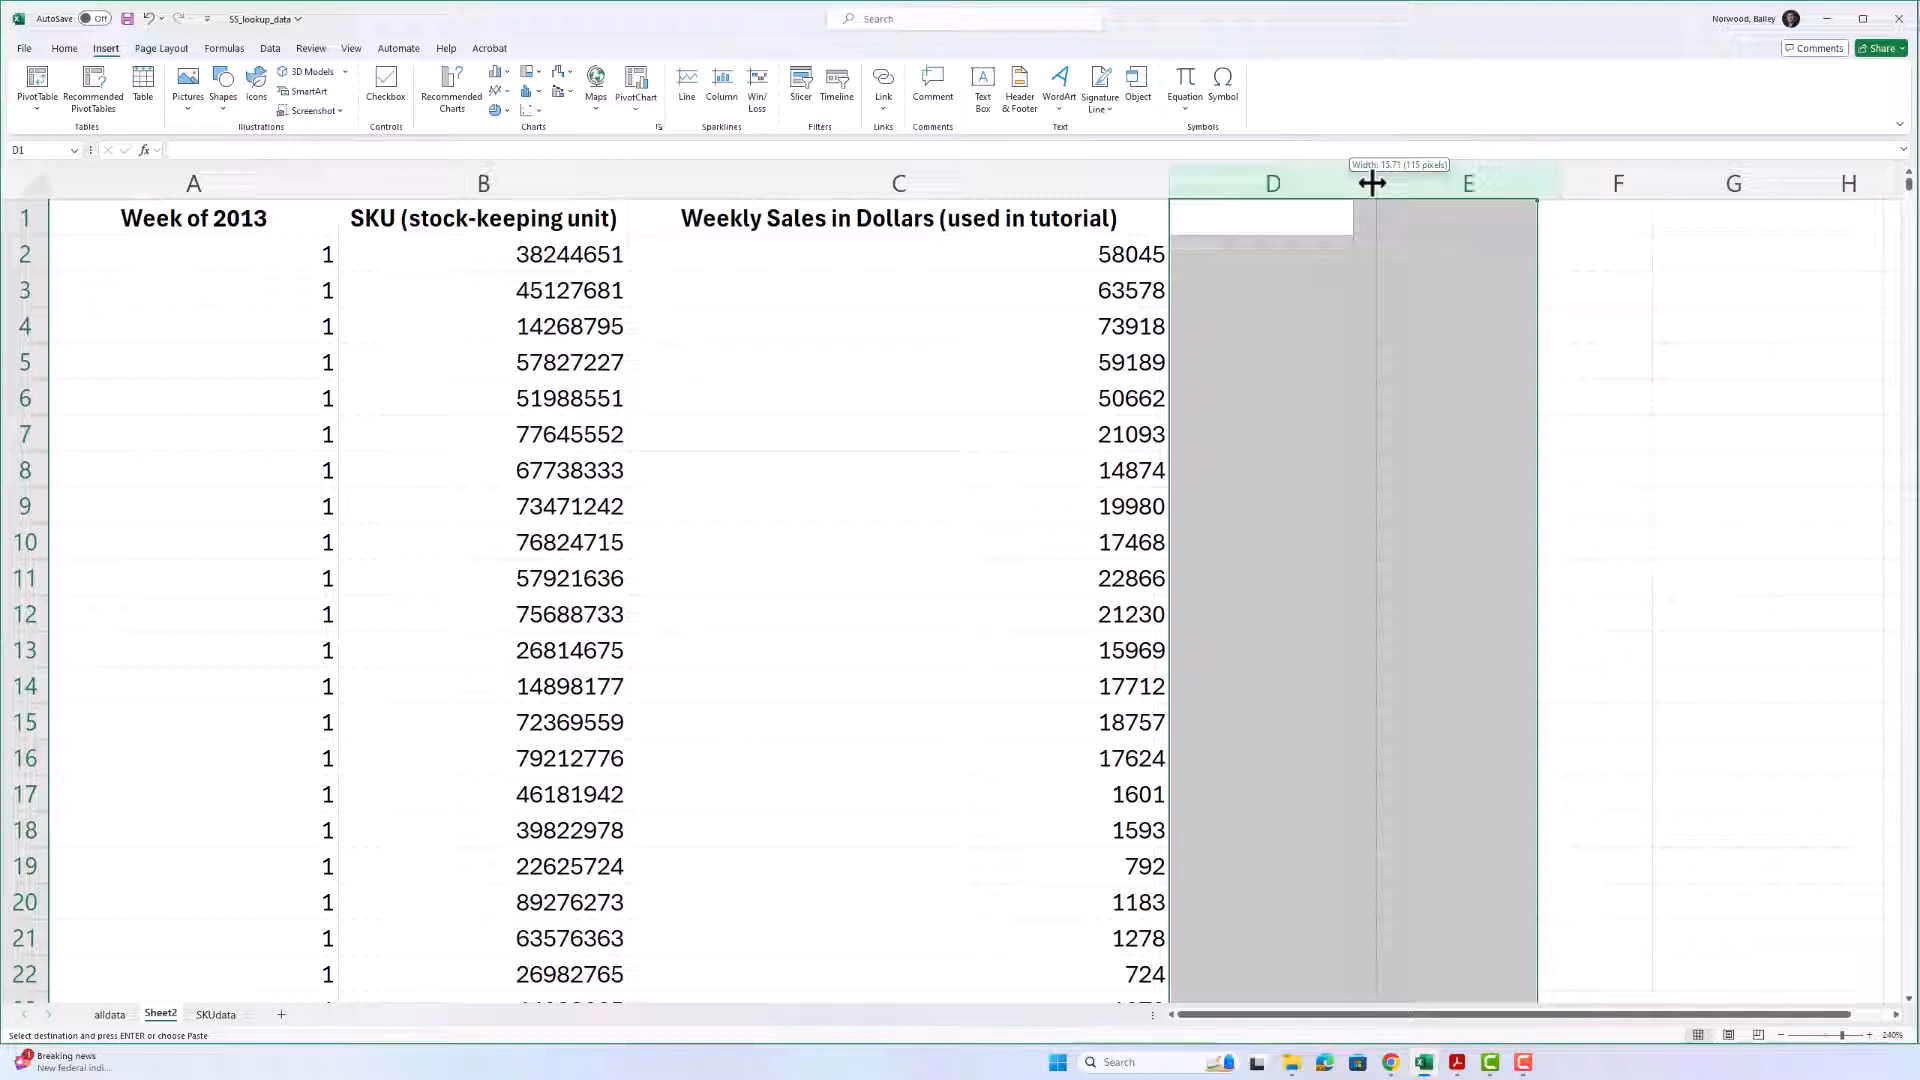 AutoSave Off SS_lookup_data Search Norwood, Bailey
File Home Insert Page Layout Formulas Data Review View Automate Help Acrobat Comments Share
PivotTable Recommended PivotTables Table Pictures Shapes Icons 3D Models SmartArt Screenshot Checkbox Recommended Charts Maps PivotChart Line Column Win/Loss Slicer Timeline Link Comment Text Box Header & Footer WordArt Signature Line Object Equation Symbol
Tables Illustrations Controls Charts Sparklines Filters Links Comments Text Symbols
D1 fx
Width: 15.71 (115 pixels)
A B C D E F G H
1 Week of 2013 SKU (stock-keeping unit) Weekly Sales in Dollars (used in tutorial)
2 1 38244651 58045
3 1 45127681 63578
4 1 14268795 73918
5 1 57827227 59189
6 1 51988551 50662
7 1 77645552 21093
8 1 67738333 14874
9 1 73471242 19980
10 1 76824715 17468
11 1 57921636 22866
12 1 75688733 21230
13 1 26814675 15969
14 1 14898177 17712
15 1 72369559 18757
16 1 79212776 17624
17 1 46181942 1601
18 1 39822978 1593
19 1 22625724 792
20 1 89276273 1183
21 1 63576363 1278
22 1 26982765 724
alldata Sheet2 SKUdata
Select destination and press ENTER or choose Paste 240%
1 Breaking news
New federal indi...
Search